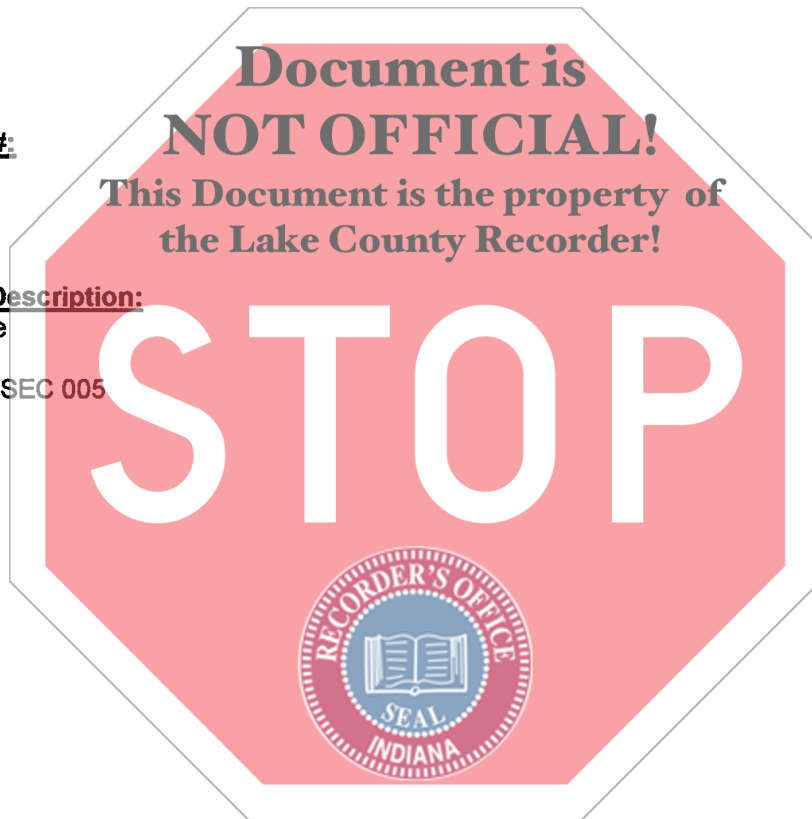 Document is
NOT OFFICIAL!
#:
This Document is the property of
the Lake County Recorder!
Description:
e
SEC 005
STOP
RECORDER'S OFFICE
SEAL
INDIANA